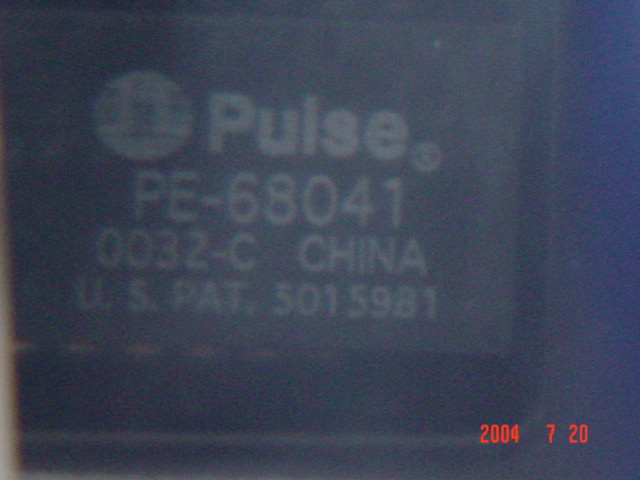 Pulse®
PE-68041
0032-C CHINA
U. S. PAT. 5015981
2004 7 20